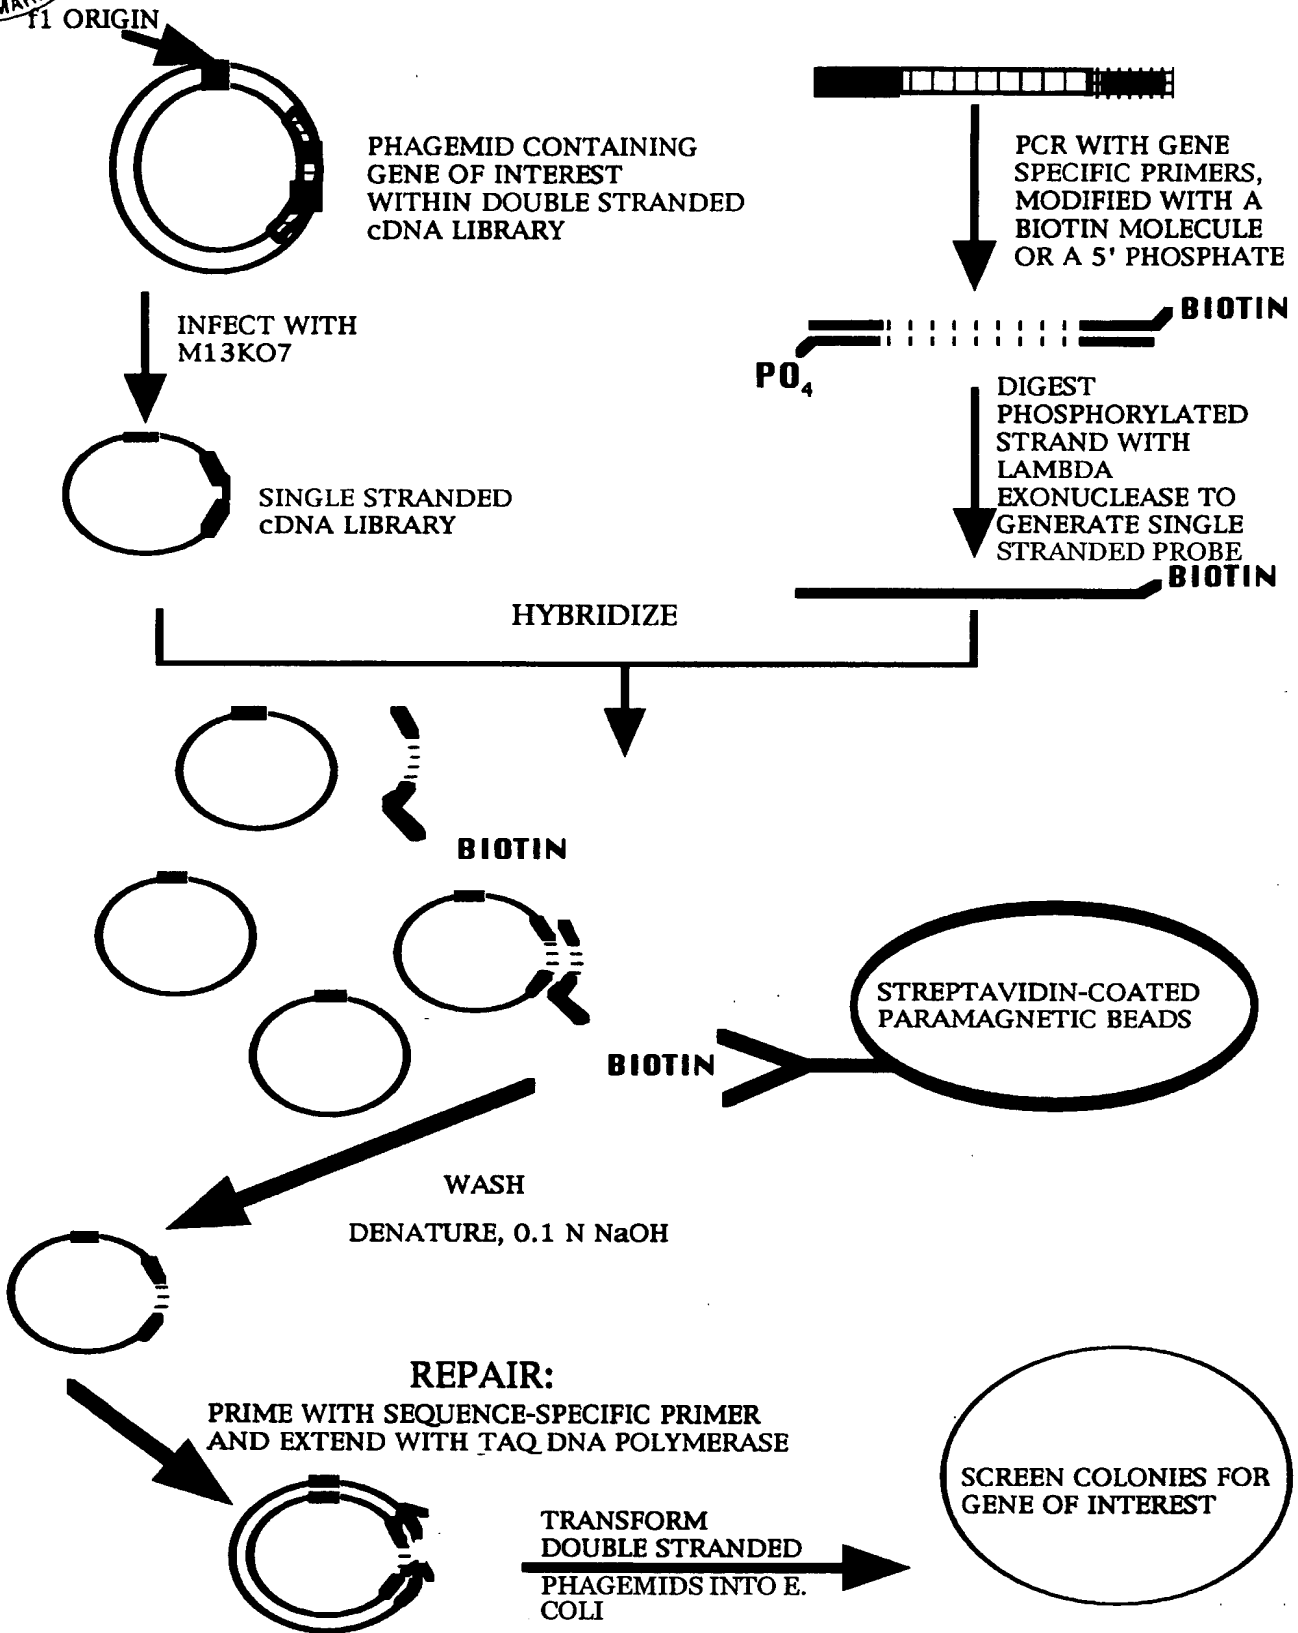 f1 ORIGIN
PHAGEMID CONTAINING
GENE OF INTEREST
WITHIN DOUBLE STRANDED
cDNA LIBRARY
INFECT WITH
M13KO7
SINGLE STRANDED
cDNA LIBRARY
PCR WITH GENE
SPECIFIC PRIMERS,
MODIFIED WITH A
BIOTIN MOLECULE
OR A 5' PHOSPHATE
BIOTIN
PO4
DIGEST
PHOSPHORYLATED
STRAND WITH
LAMBDA
EXONUCLEASE TO
GENERATE SINGLE
STRANDED PROBE
BIOTIN
HYBRIDIZE
BIOTIN
STREPTAVIDIN-COATED
PARAMAGNETIC BEADS
BIOTIN
WASH
DENATURE, 0.1 N NaOH
REPAIR:
PRIME WITH SEQUENCE-SPECIFIC PRIMER
AND EXTEND WITH TAQ DNA POLYMERASE
TRANSFORM
DOUBLE STRANDED
PHAGEMIDS INTO E.
COLI
SCREEN COLONIES FOR
GENE OF INTEREST